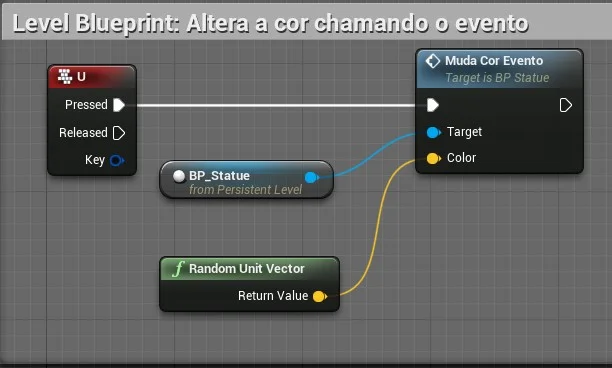 Level Blueprint: Altera a cor chamando o evento
U
Pressed
Released
Key
Muda Cor Evento
Target is BP Statue
Target
Color
BP_Statue
from Persistent Level
f Random Unit Vector
Return Value